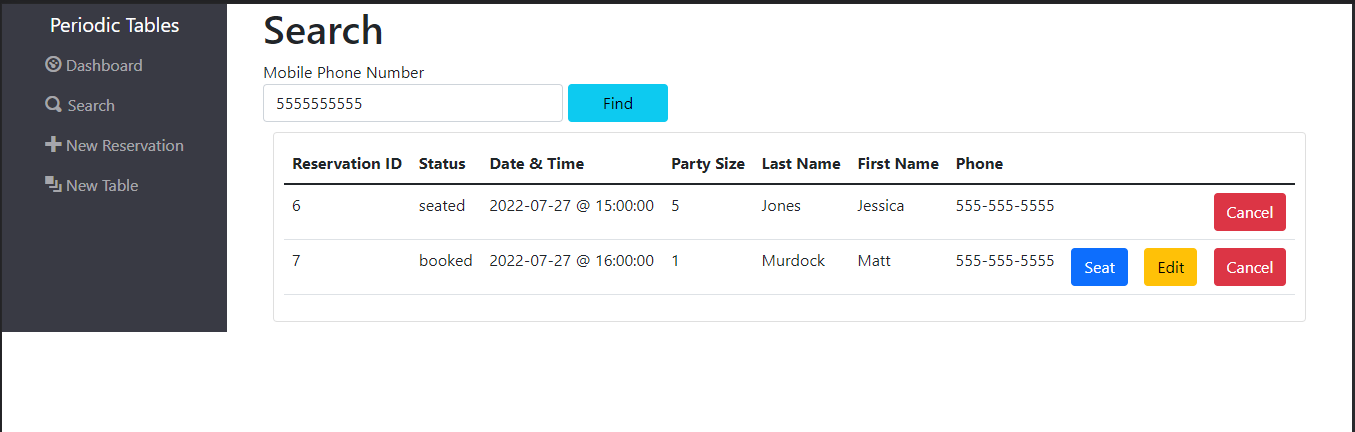 Periodic Tables
Dashboard
Search
New Reservation
New Table
Search
Mobile Phone Number
5555555555 Find
Reservation ID Status Date & Time Party Size Last Name First Name Phone
6 seated 2022-07-27 @ 15:00:00 5 Jones Jessica 555-555-5555 Cancel
7 booked 2022-07-27 @ 16:00:00 1 Murdock Matt 555-555-5555 Seat Edit Cancel